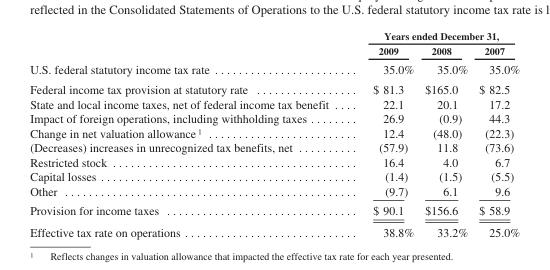 reflected in the Consolidated Statements of Operations to the U.S. federal statutory income tax rate is
Years ended December 31,
2009 2008 2007
U.S. federal statutory income tax rate . . . . . . . . . . . . . . . . . . . . . . . . 35.0% 35.0% 35.0%
Federal income tax provision at statutory rate . . . . . . . . . . . . . . . . . . $ 81.3 $165.0 $ 82.5
State and local income taxes, net of federal income tax benefit . . . . 22.1 20.1 17.2
Impact of foreign operations, including withholding taxes . . . . . . . . 26.9 (0.9) 44.3
Change in net valuation allowance¹ . . . . . . . . . . . . . . . . . . . . . . . . . 12.4 (48.0) (22.3)
(Decreases) increases in unrecognized tax benefits, net . . . . . . . . . . (57.9) 11.8 (73.6)
Restricted stock . . . . . . . . . . . . . . . . . . . . . . . . . . . . . . . . . . . . . . . . . 16.4 4.0 6.7
Capital losses . . . . . . . . . . . . . . . . . . . . . . . . . . . . . . . . . . . . . . . . . . . (1.4) (1.5) (5.5)
Other . . . . . . . . . . . . . . . . . . . . . . . . . . . . . . . . . . . . . . . . . . . . . . . . . (9.7) 6.1 9.6
Provision for income taxes . . . . . . . . . . . . . . . . . . . . . . . . . . . . . . . . $ 90.1 $156.6 $ 58.9
Effective tax rate on operations . . . . . . . . . . . . . . . . . . . . . . . . . . . . . 38.8% 33.2% 25.0%
¹ Reflects changes in valuation allowance that impacted the effective tax rate for each year presented.